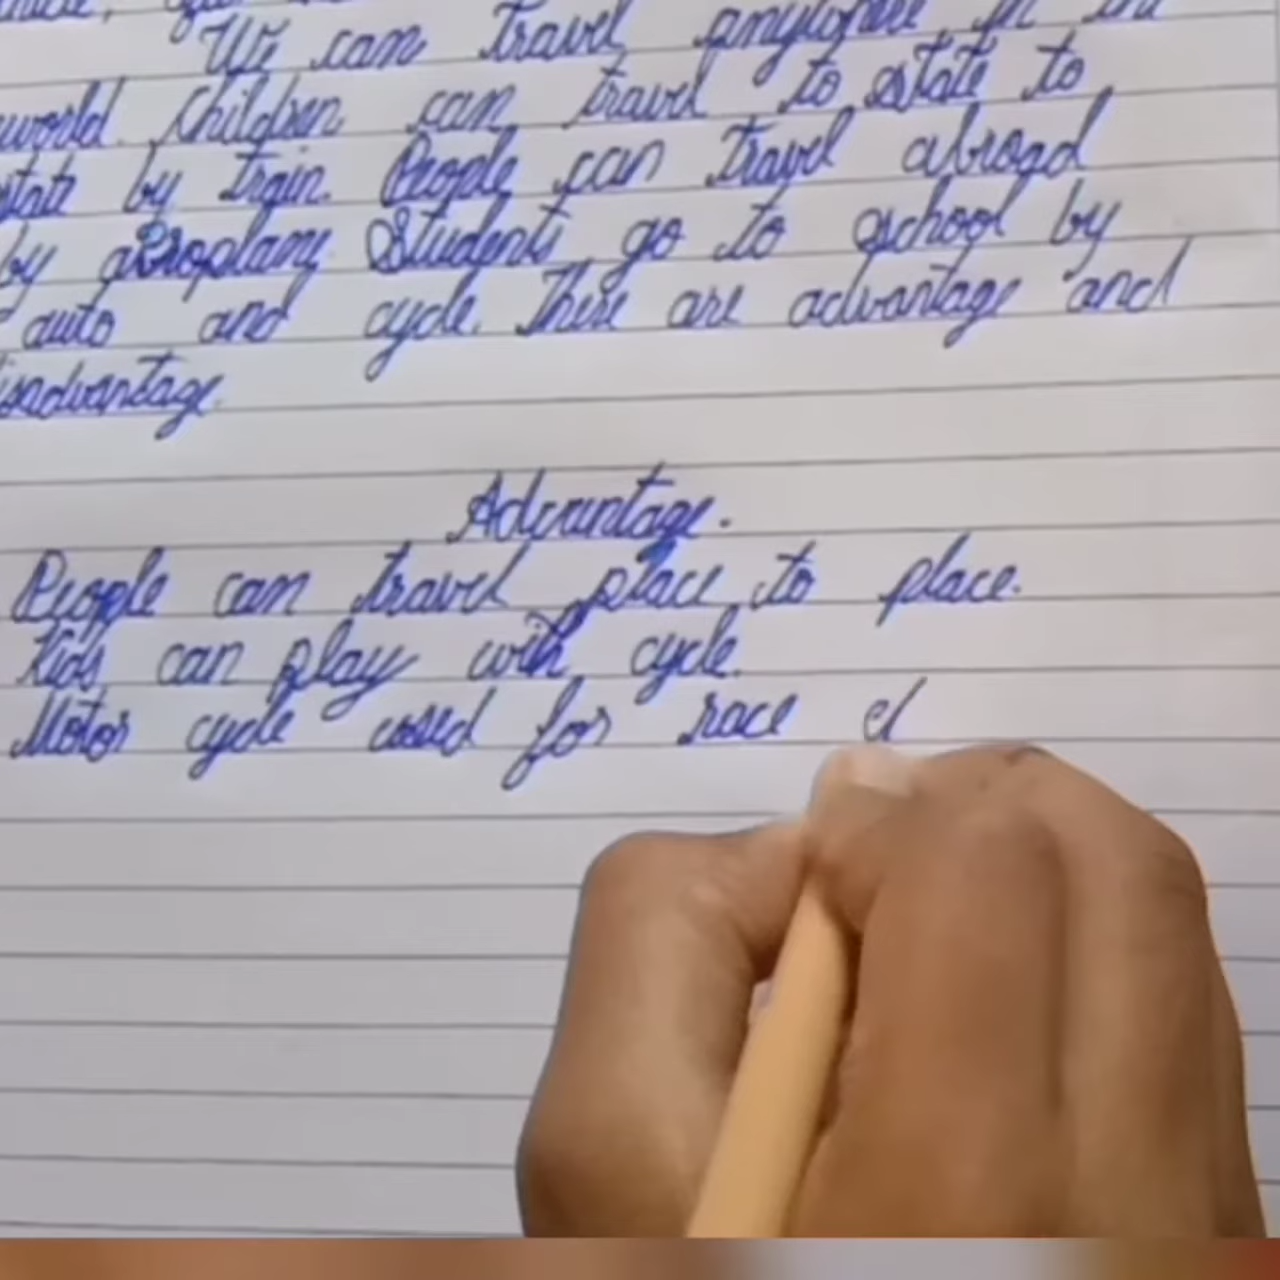 We can travel anywhere in the
world. Children can travel to state to
state by train. People can travel abroad
by aeroplane. Students go to school by
auto and cycle. There are advantage and
disadvantage.
Advantage.
People can travel place to place.
Kids can play with cycle.
Motor cycle used for race